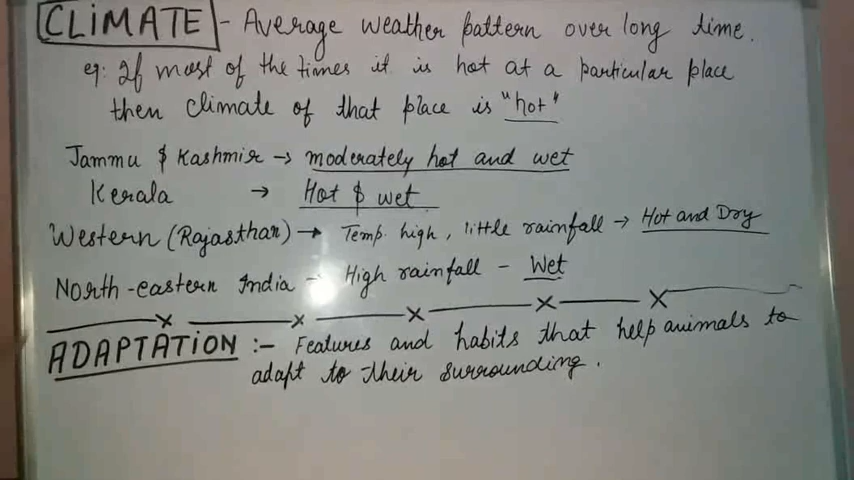 CLIMATE - Average weather pattern over long time.
eg: If most of the times it is hot at a particular place
then climate of that place is "hot"
Jammu & Kashmir → moderately hot and wet
Kerala → Hot & wet
Western (Rajasthan) → Temp. high, little rainfall → Hot and Dry
North-eastern India - High rainfall - Wet
ADAPTATION :- Features and habits that help animals to
adapt to their surrounding.